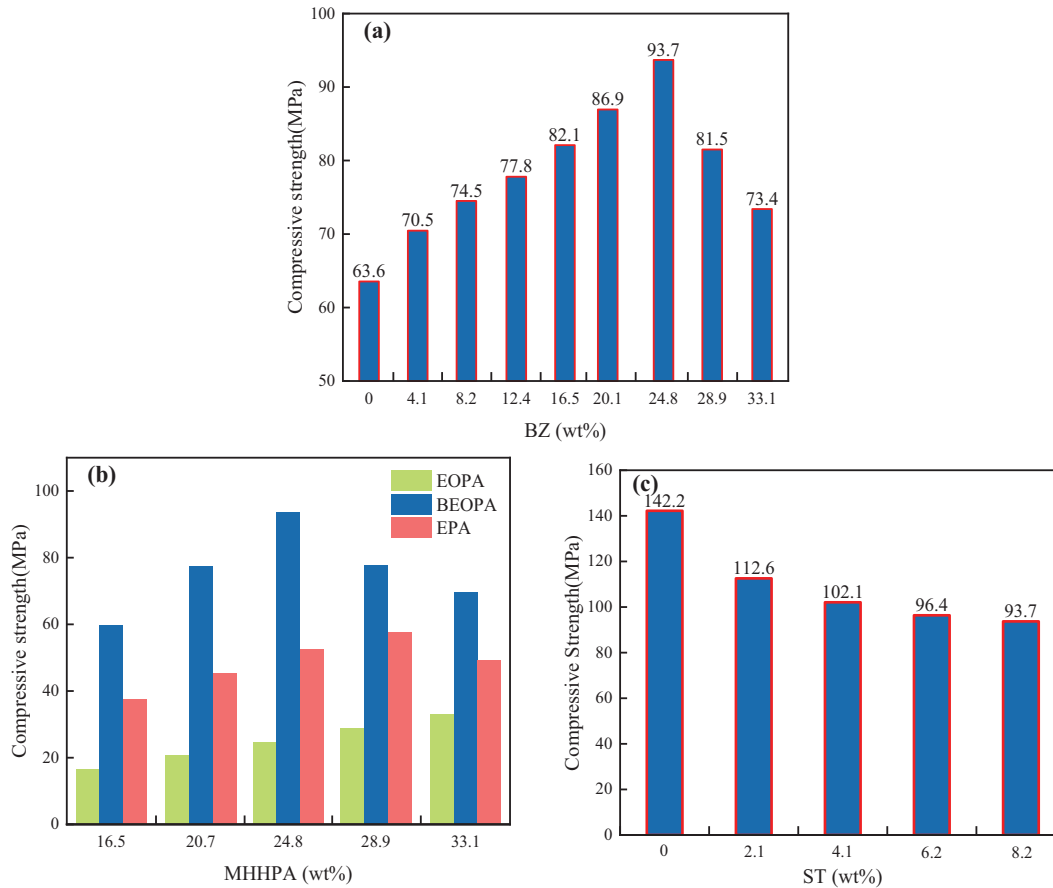 (a)
Compressive strength(MPa)
100
90
80
70
60
50
63.6
70.5
74.5
77.8
82.1
86.9
93.7
81.5
73.4
0 4.1 8.2 12.4 16.5 20.1 24.8 28.9 33.1
BZ (wt%)
(b)
EOPA
BEOPA
EPA
Compressive strength(MPa)
100
80
60
40
20
0
16.5 20.7 24.8 28.9 33.1
MHHPA (wt%)
(c)
Compressive Strength(MPa)
160
140
120
100
80
60
40
20
0
142.2
112.6
102.1
96.4
93.7
0 2.1 4.1 6.2 8.2
ST (wt%)